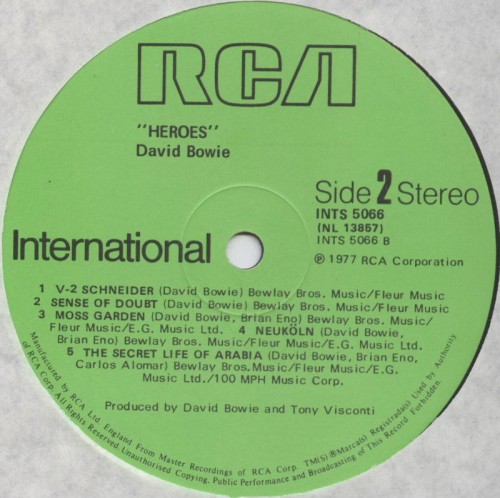 RCA
"HEROES"
David Bowie
Side 2 Stereo
INTS 5066
(NL 13857)
INTS 5066 B
International
℗ 1977 RCA Corporation
1 V-2 SCHNEIDER (David Bowie) Bewlay Bros. Music/Fleur Music
2 SENSE OF DOUBT (David Bowie) Bewlay Bros. Music/Fleur Music
3 MOSS GARDEN (David Bowie, Brian Eno) Bewlay Bros. Music/
Fleur Music/E.G. Music Ltd. 4 NEUKÖLN (David Bowie,
Brian Eno) Bewlay Bros. Music/Fleur Music/E.G. Music Ltd.
5 THE SECRET LIFE OF ARABIA (David Bowie, Brian Eno,
Carlos Alomar) Bewlay Bros.Music/Fleur Music/E.G.
Music Ltd./100 MPH Music Corp.
Produced by David Bowie and Tony Visconti
Manufactured by RCA Ltd. England From Master Recordings of RCA Corp. TM(S)®Marca(s) Registrada(s) Used by Authority
of RCA Corp. All Rights Reserved. Unauthorised Copying, Public Performance and Broadcasting of This Record Forbidden.